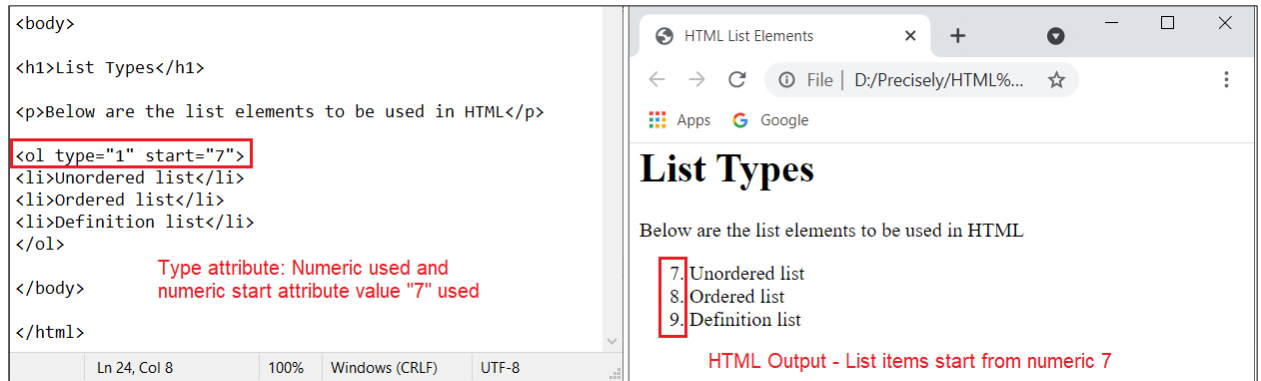 <body>
<h1>List Types</h1>
<p>Below are the list elements to be used in HTML</p>
<ol type="1" start="7">
<li>Unordered list</li>
<li>Ordered list</li>
<li>Definition list</li>
</ol>
Type attribute: Numeric used and
numeric start attribute value "7" used
</body>
</html>
Ln 24, Col 8 100% Windows (CRLF) UTF-8
HTML List Elements
File | D:/Precisely/HTML%...
Apps G Google
List Types
Below are the list elements to be used in HTML
7. Unordered list
8. Ordered list
9. Definition list
HTML Output - List items start from numeric 7